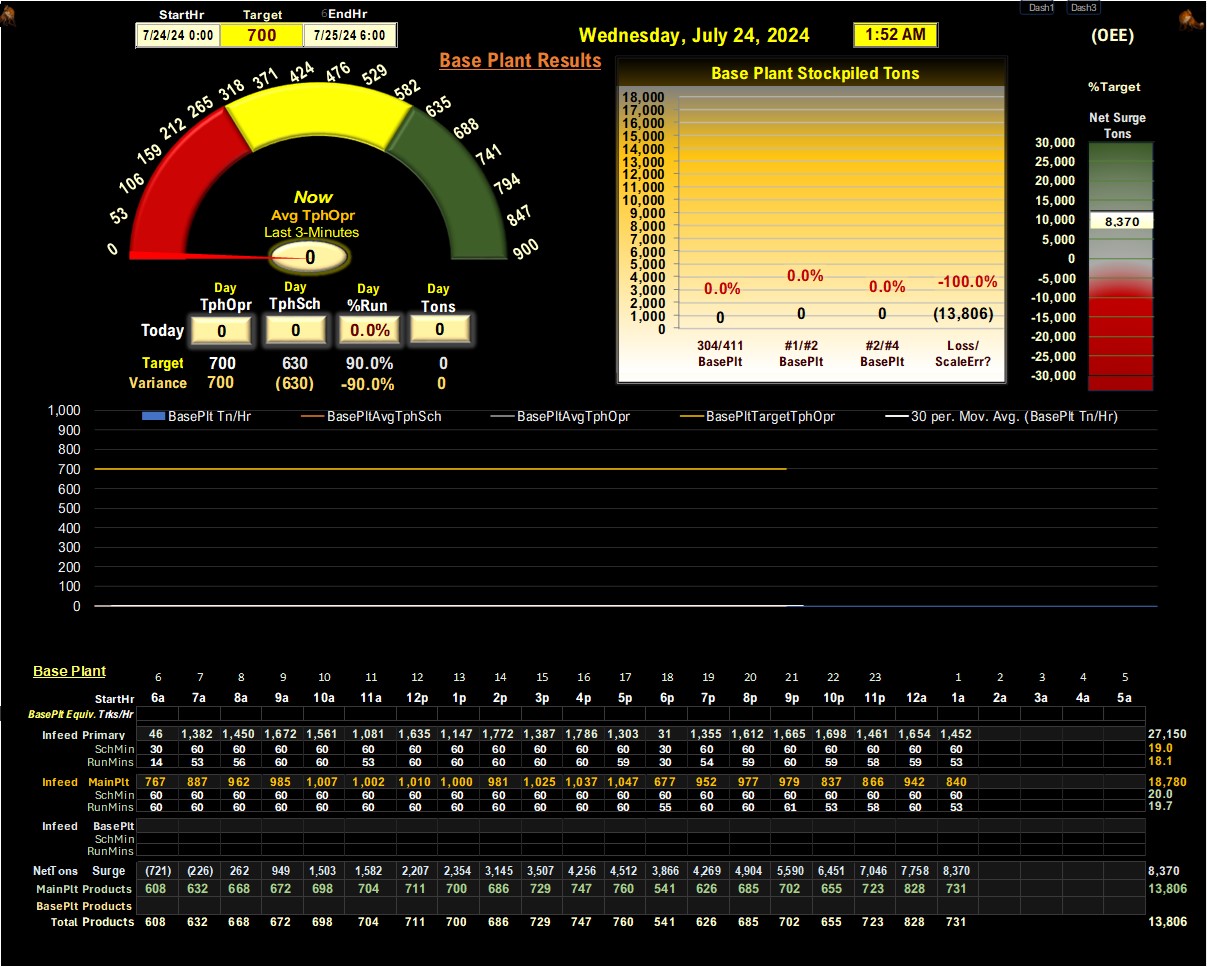 StartHr Target 6EndHr Dash1 Dash3
7/24/24 0:00 700 7/25/24 6:00 Wednesday, July 24, 2024 1:52 AM (OEE)
Base Plant Results
0 53 106 159 212 265 318 371 424 476 529 582 635 688 741 794 847 900
Now
Avg TphOpr
Last 3-Minutes
0
Day Day Day Day
TphOpr TphSch %Run Tons
Today 0 0 0.0% 0
Target 700 630 90.0% 0
Variance 700 (630) -90.0% 0
Base Plant Stockpiled Tons
18,000
17,000
16,000
15,000
14,000
13,000
12,000
11,000
10,000
9,000
8,000
7,000
6,000
5,000
4,000
3,000
2,000
1,000
0
0.0% 0.0% 0.0% -100.0%
0 0 0 (13,806)
304/411 #1/#2 #2/#4 Loss/
BasePlt BasePlt BasePlt ScaleErr?
%Target
Net Surge
Tons
30,000
25,000
20,000
15,000
10,000
8,370
5,000
0
-5,000
-10,000
-15,000
-20,000
-25,000
-30,000
BasePlt Tn/Hr BasePltAvgTphSch BasePltAvgTphOpr BasePltTargetTphOpr 30 per. Mov. Avg. (BasePlt Tn/Hr)
1,000
900
800
700
600
500
400
300
200
100
0
Base Plant 6 7 8 9 10 11 12 13 14 15 16 17 18 19 20 21 22 23 1 2 3 4 5
StartHr 6a 7a 8a 9a 10a 11a 12p 1p 2p 3p 4p 5p 6p 7p 8p 9p 10p 11p 12a 1a 2a 3a 4a 5a
BasePlt Equiv. Trks/Hr
Infeed Primary 46 1,382 1,450 1,672 1,561 1,081 1,635 1,147 1,772 1,387 1,786 1,303 31 1,355 1,612 1,665 1,698 1,461 1,654 1,452 27,150
SchMin 30 60 60 60 60 60 60 60 60 60 60 60 30 60 60 60 60 60 60 60 19.0
RunMins 14 53 56 60 60 53 60 60 60 60 60 59 30 54 59 60 59 58 59 53 18.1
Infeed MainPlt 767 887 962 985 1,007 1,002 1,010 1,000 981 1,025 1,037 1,047 677 952 977 979 837 866 942 840 18,780
SchMin 60 60 60 60 60 60 60 60 60 60 60 60 60 60 60 60 60 60 60 60 20.0
RunMins 60 60 60 60 60 60 60 60 60 60 60 60 55 60 60 61 53 58 60 53 19.7
Infeed BasePlt
SchMin
RunMins
NetTons Surge (721) (226) 262 949 1,503 1,582 2,207 2,354 3,145 3,507 4,256 4,512 3,866 4,269 4,904 5,590 6,451 7,046 7,758 8,370 8,370
MainPlt Products 608 632 668 672 698 704 711 700 686 729 747 760 541 626 685 702 655 723 828 731 13,806
BasePlt Products
Total Products 608 632 668 672 698 704 711 700 686 729 747 760 541 626 685 702 655 723 828 731 13,806